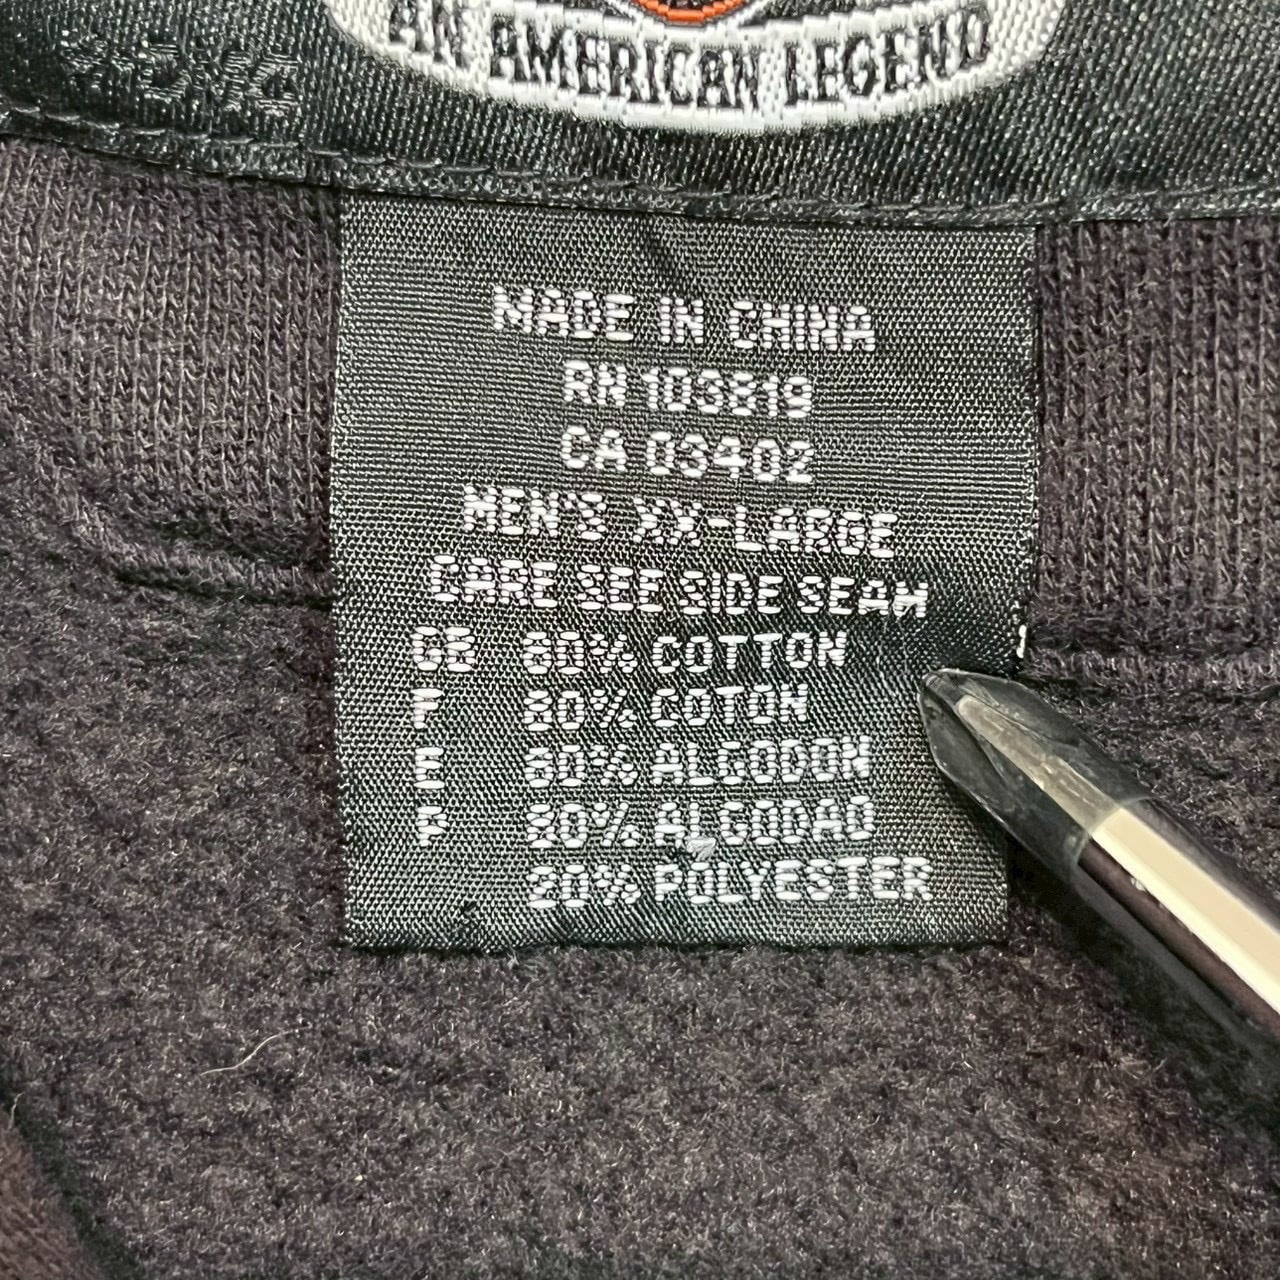 AN AMERICAN LEGEND
MADE IN CHINA
RN 103819
CA 03402
MEN'S XX-LARGE
CARE SEE SIDE SEAM
GB 80% COTTON
F 80% COTON
E 80% ALGODON
P 80% ALGODAO
20% POLYESTER